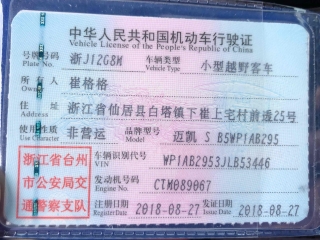 中华人民共和国机动车行驶证
Vehicle License of the People's Republic of China
号牌号码 浙J12G8M 车辆类型 小型越野客车
Plate No. Vehicle Type
所有人 崔格格
Owner
住址 浙江省仙居县白塔镇下崔上宅村前透25号
Address
使用性质 非营运 品牌型号 迈凯 S B5WP1AB295
Use Character Model
浙江省台州市公安局交通警察支队
车辆识别代号 WP1AB2953JLB53446
VIN
发动机号码 CTM089067
Engine No.
注册日期 2018-08-27 发证日期 2018-08-27
Register Date Issue Date